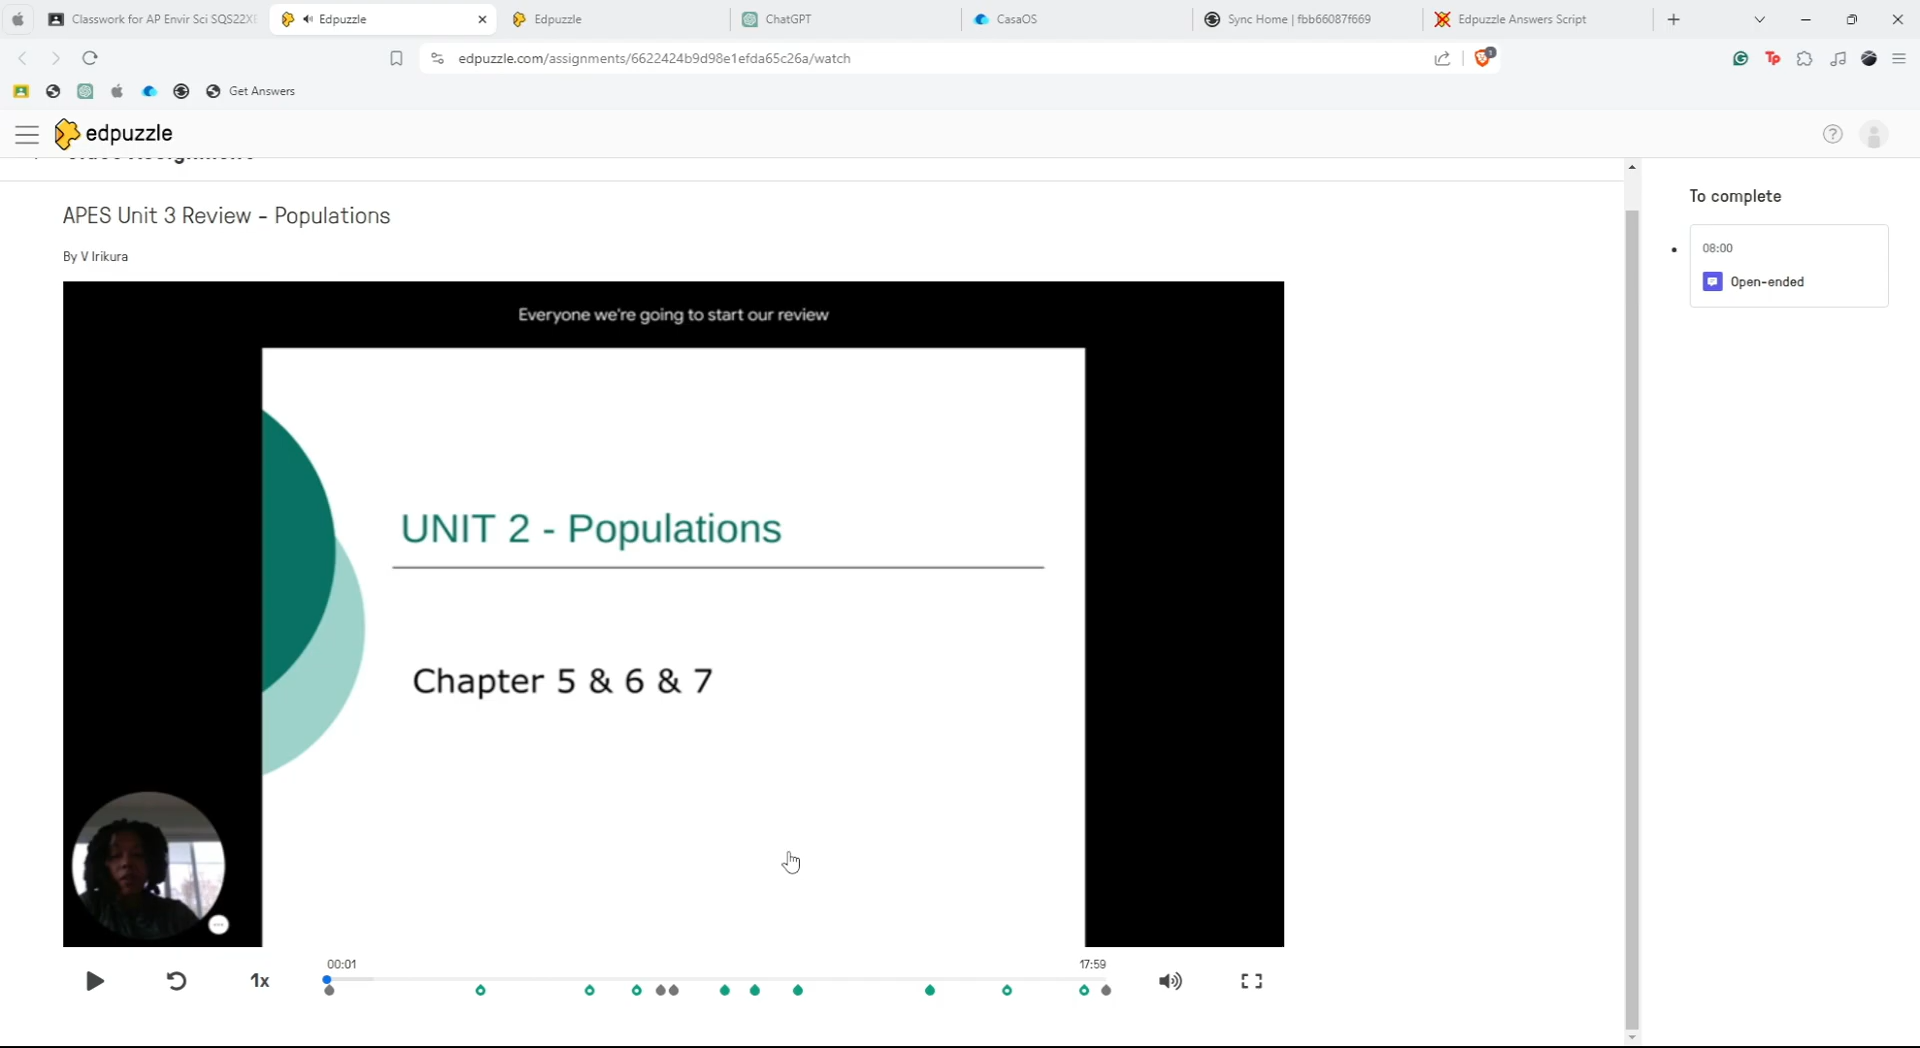 Classwork for AP Envir Sci SQS22X
Edpuzzle
Edpuzzle
ChatGPT
CasaOS
Sync Home | fbb66087f669
Edpuzzle Answers Script
edpuzzle.com/assignments/6622424b9d98e1efda65c26a/watch
1
Tp
Get Answers
edpuzzle
APES Unit 3 Review - Populations
By V Irikura
To complete
08:00
Open-ended
Everyone we're going to start our review
UNIT 2 - Populations
Chapter 5 & 6 & 7
00:01
17:59
1x